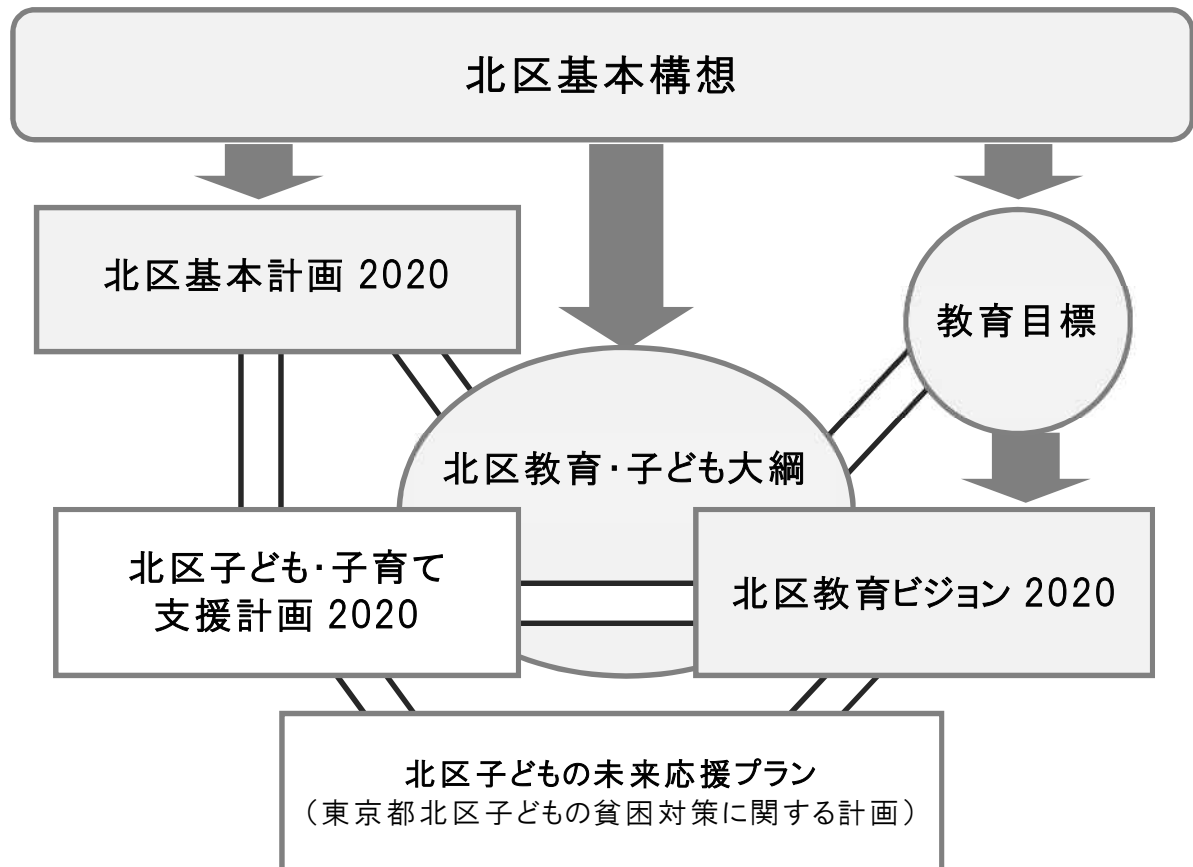 北区基本構想
北区基本計画 2020
教育目標
北区教育・子ども大綱
北区子ども・子育て
支援計画 2020
北区教育ビジョン 2020
北区子どもの未来応援プラン
（東京都北区子どもの貧困対策に関する計画）